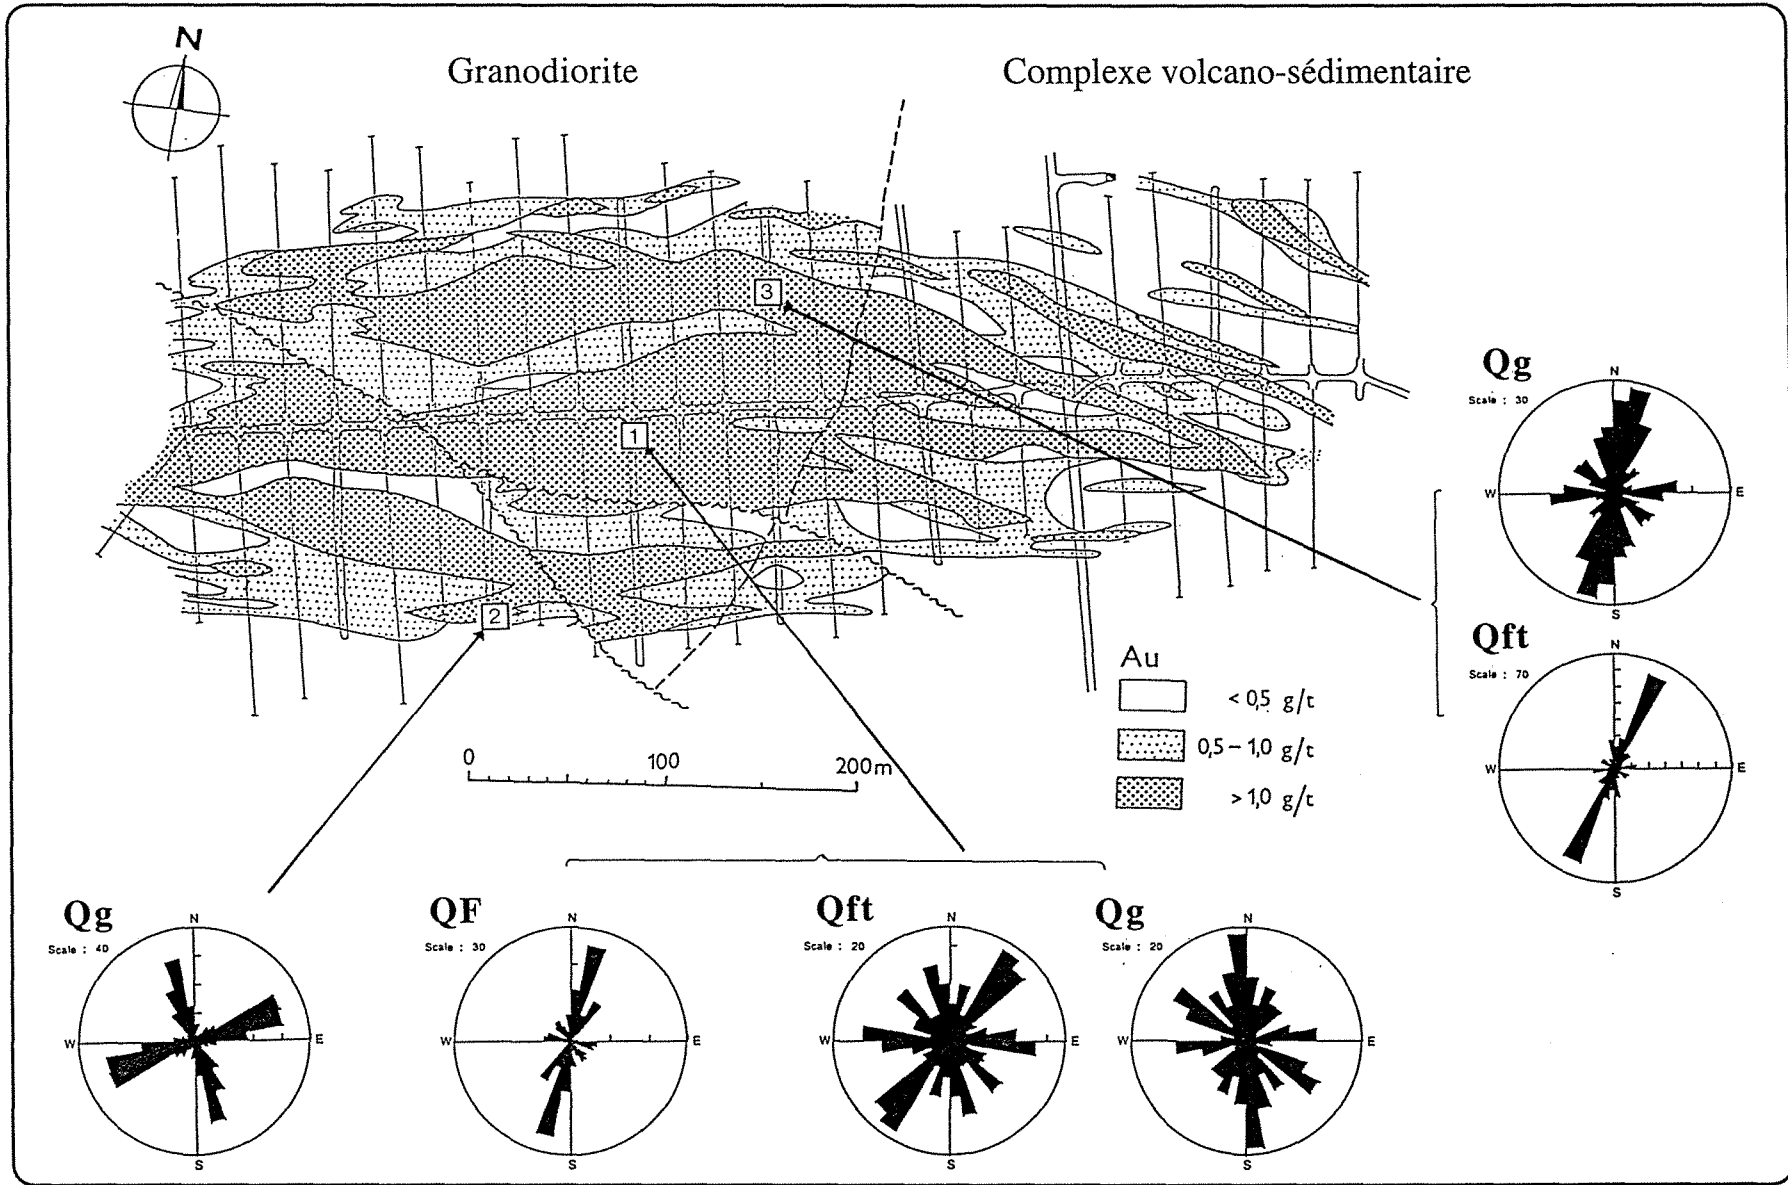 N
Granodiorite
Complexe volcano-sédimentaire
3
1
2
Au
< 0,5 g/t
0,5 – 1,0 g/t
> 1,0 g/t
0 100 200 m
Qg
Scale : 30
N
W E
S
Qft
Scale : 70
N
W E
S
Qg
Scale : 40
N
W E
S
QF
Scale : 30
N
W E
S
Qft
Scale : 20
N
W E
S
Qg
Scale : 20
N
W E
S